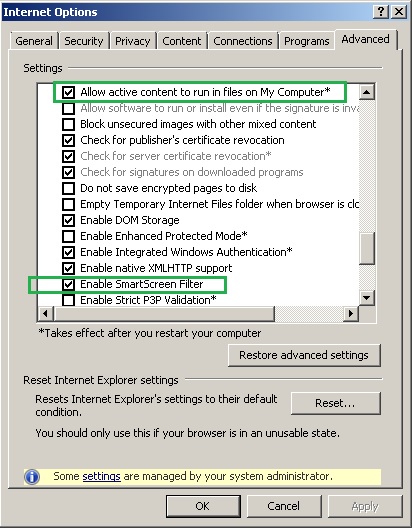 Internet Options
General Security Privacy Content Connections Programs Advanced
Settings
Allow active content to run in files on My Computer*
Allow software to run or install even if the signature is inva
Block unsecured images with other mixed content
Check for publisher's certificate revocation
Check for server certificate revocation*
Check for signatures on downloaded programs
Do not save encrypted pages to disk
Empty Temporary Internet Files folder when browser is clo
Enable DOM Storage
Enable Enhanced Protected Mode*
Enable Integrated Windows Authentication*
Enable native XMLHTTP support
Enable SmartScreen Filter
Enable Strict P3P Validation*
*Takes effect after you restart your computer
Restore advanced settings
Reset Internet Explorer settings
Resets Internet Explorer's settings to their default
condition.
Reset...
You should only use this if your browser is in an unusable state.
Some settings are managed by your system administrator.
OK Cancel Apply